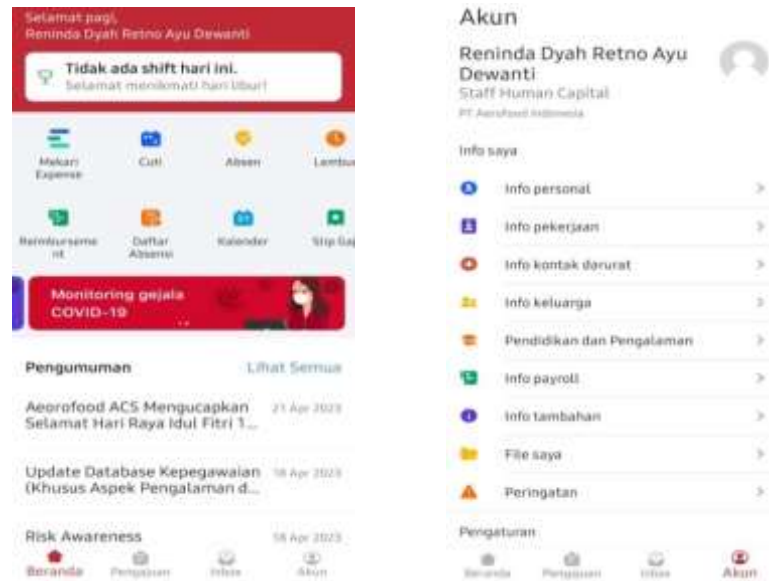 Selamat pagi,
Reninda Dyah Retno Ayu Dewanti
Tidak ada shift hari ini.
Selamat menikmati hari libur!
Mekari
Expense
Cuti
Absen
Lembur
Reimburseme
nt
Daftar
Absensi
Kalender
Slip Gaj
Monitoring gejala
COVID-19
Pengumuman
Lihat Semua
Aeorofood ACS Mengucapkan
Selamat Hari Raya Idul Fitri 1...
21 Apr 2023
Update Database Kepegawaian
(Khusus Aspek Pengalaman d...
18 Apr 2023
Risk Awareness
18 Apr 2023
Beranda
Pengajuan
Inbox
Akun
Akun
Reninda Dyah Retno Ayu
Dewanti
Staff Human Capital
PT Aerofood Indonesia
Info saya
Info personal
Info pekerjaan
Info kontak darurat
Info keluarga
Pendidikan dan Pengalaman
Info payroll
Info tambahan
File saya
Peringatan
Pengaturan
Beranda
Pengajuan
Inbox
Akun